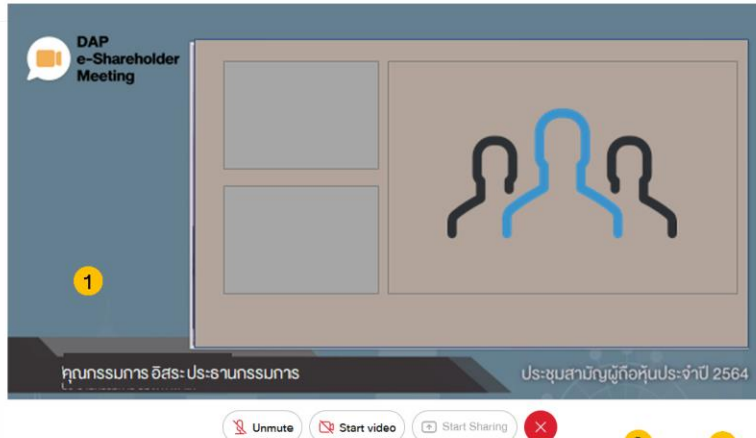 DAP
e-Shareholder
Meeting
1
คุณกรรมการ อิสระ ประธานกรรมการ
ประชุมสามัญผู้ถือหุ้นประจำปี 2564
Unmute
Start video
Start Sharing